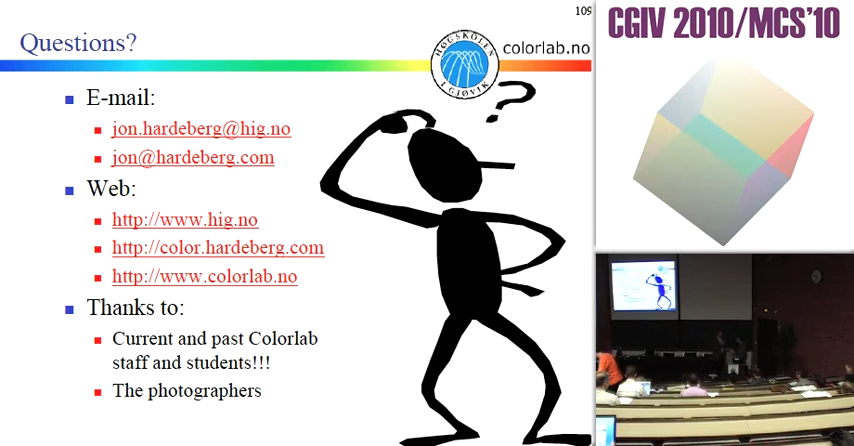 109
Questions?
HØGSKOLEN
I GJØVIK
colorlab.no
E-mail:
jon.hardeberg@hig.no
jon@hardeberg.com
Web:
http://www.hig.no
http://color.hardeberg.com
http://www.colorlab.no
Thanks to:
Current and past Colorlab
staff and students!!!
The photographers
CGIV 2010/MCS'10